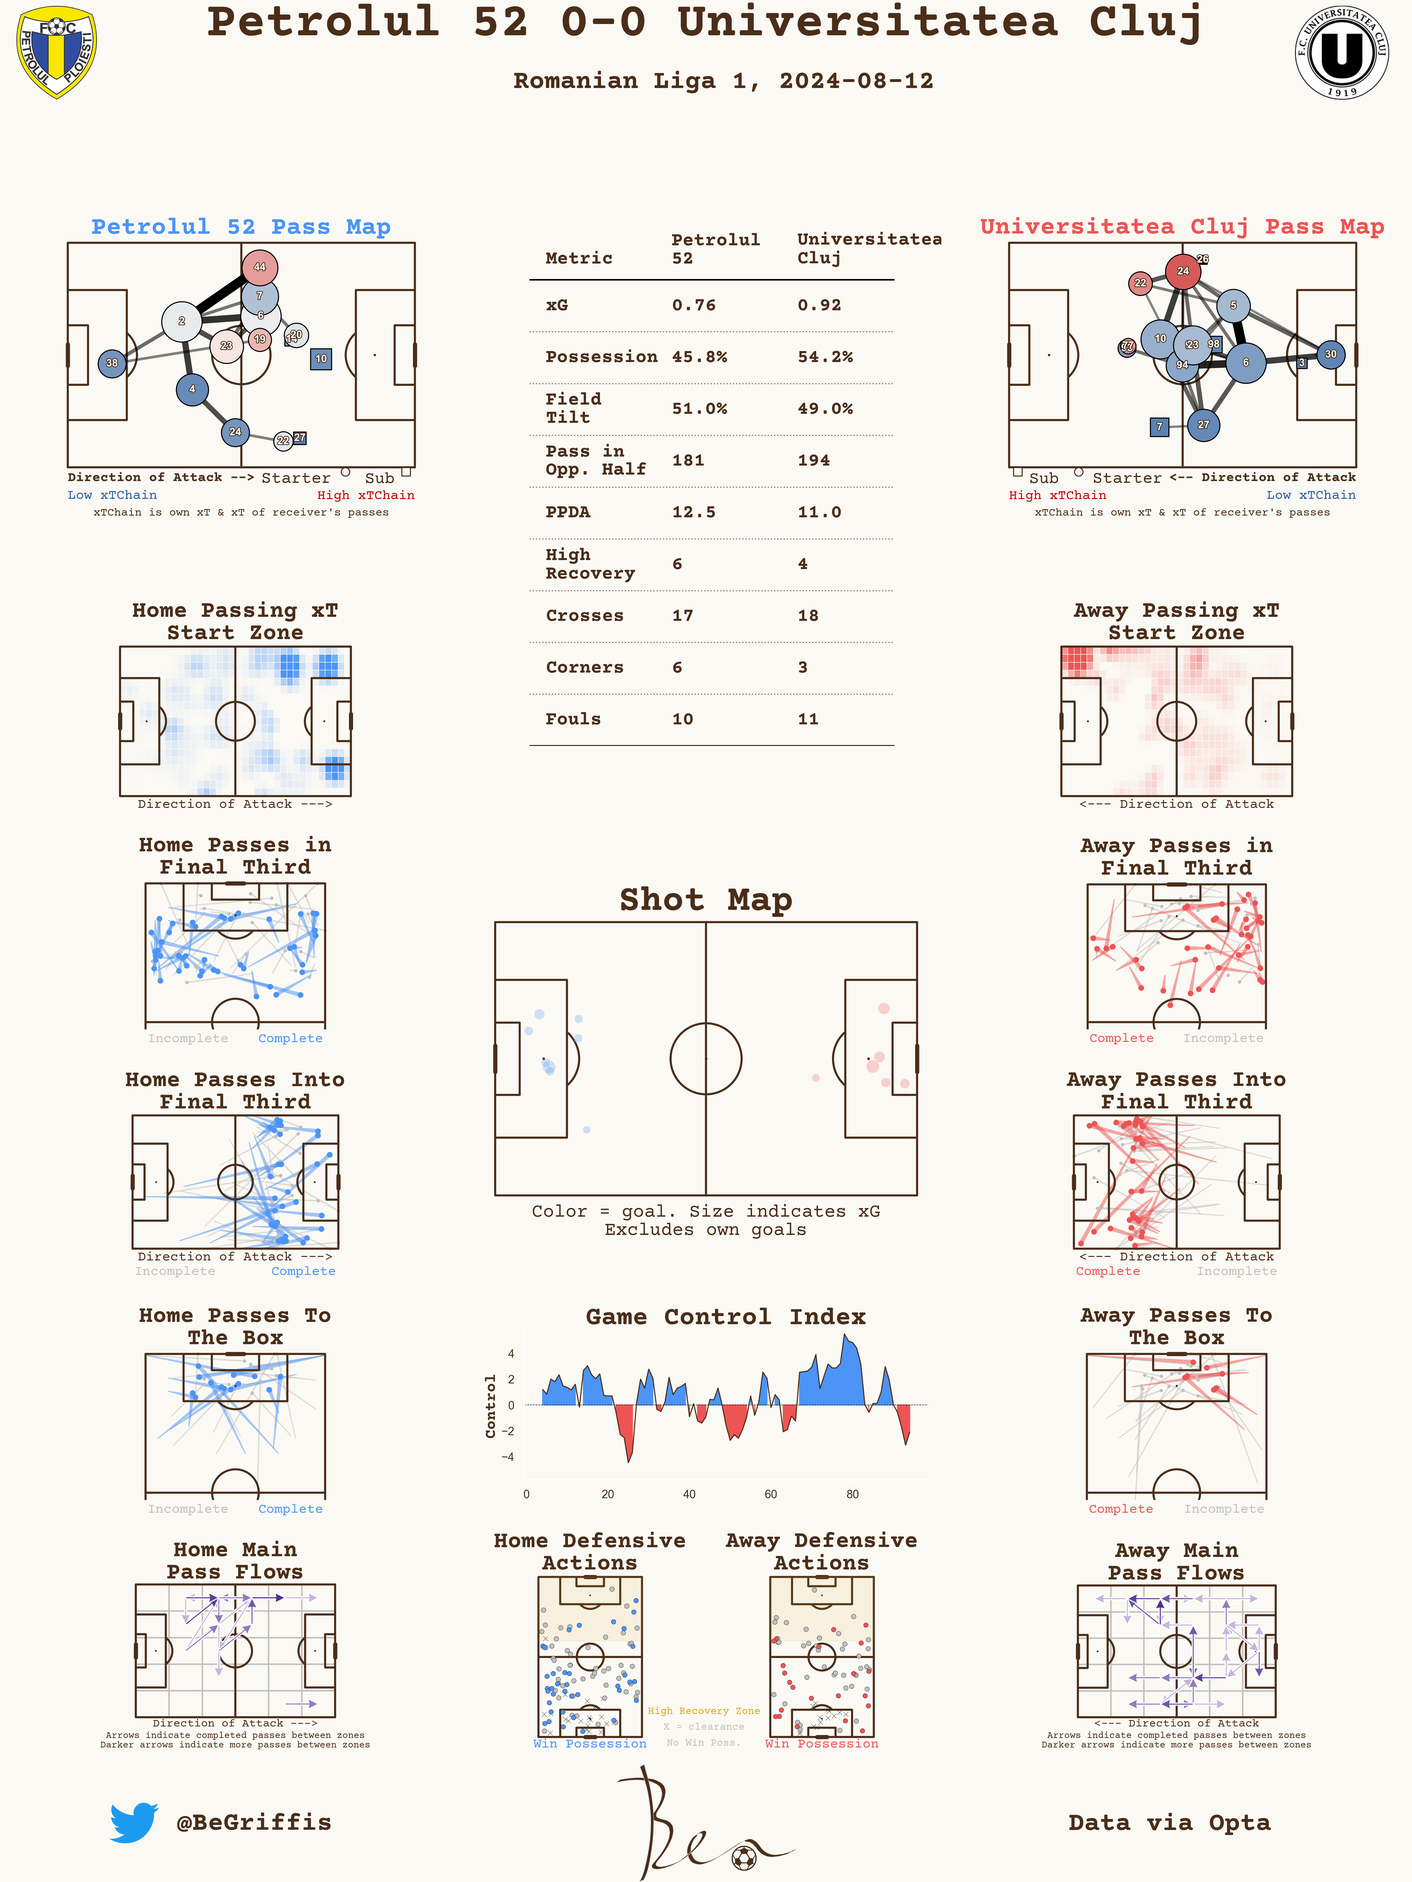 Petrolul 52 0-0 Universitatea Cluj
Romanian Liga 1, 2024-08-12
FC
PETROLUL PLOIESTI
F.C. UNIVERSITATEA CLUJ
U
1919
Petrolul 52 Pass Map
44
7
6
2
20
14
19
23
10
38
4
24
22
27
Direction of Attack --> Starter Sub
Low xTChain High xTChain
xTChain is own xT & xT of receiver's passes
Metric Petrolul 52 Universitatea Cluj
xG 0.76 0.92
Possession 45.8% 54.2%
Field Tilt 51.0% 49.0%
Pass in Opp. Half 181 194
PPDA 12.5 11.0
High Recovery 6 4
Crosses 17 18
Corners 6 3
Fouls 10 11
Universitatea Cluj Pass Map
26
24
22
5
10
23
98
77
94
6
3
30
7
27
Sub Starter <-- Direction of Attack
High xTChain Low xTChain
xTChain is own xT & xT of receiver's passes
Home Passing xT
Start Zone
Direction of Attack --->
Away Passing xT
Start Zone
<--- Direction of Attack
Home Passes in
Final Third
Incomplete Complete
Away Passes in
Final Third
Complete Incomplete
Shot Map
Color = goal. Size indicates xG
Excludes own goals
Home Passes Into
Final Third
Direction of Attack --->
Incomplete Complete
Away Passes Into
Final Third
<--- Direction of Attack
Complete Incomplete
Home Passes To
The Box
Incomplete Complete
Game Control Index
Control
4
2
0
−2
−4
0 20 40 60 80
Away Passes To
The Box
Complete Incomplete
Home Main
Pass Flows
Direction of Attack --->
Arrows indicate completed passes between zones
Darker arrows indicate more passes between zones
Home Defensive
Actions
Win Possession
Away Defensive
Actions
Win Possession
High Recovery Zone
X = clearance
No Win Poss.
Away Main
Pass Flows
<--- Direction of Attack
Arrows indicate completed passes between zones
Darker arrows indicate more passes between zones
@BeGriffis
Ben
Data via Opta